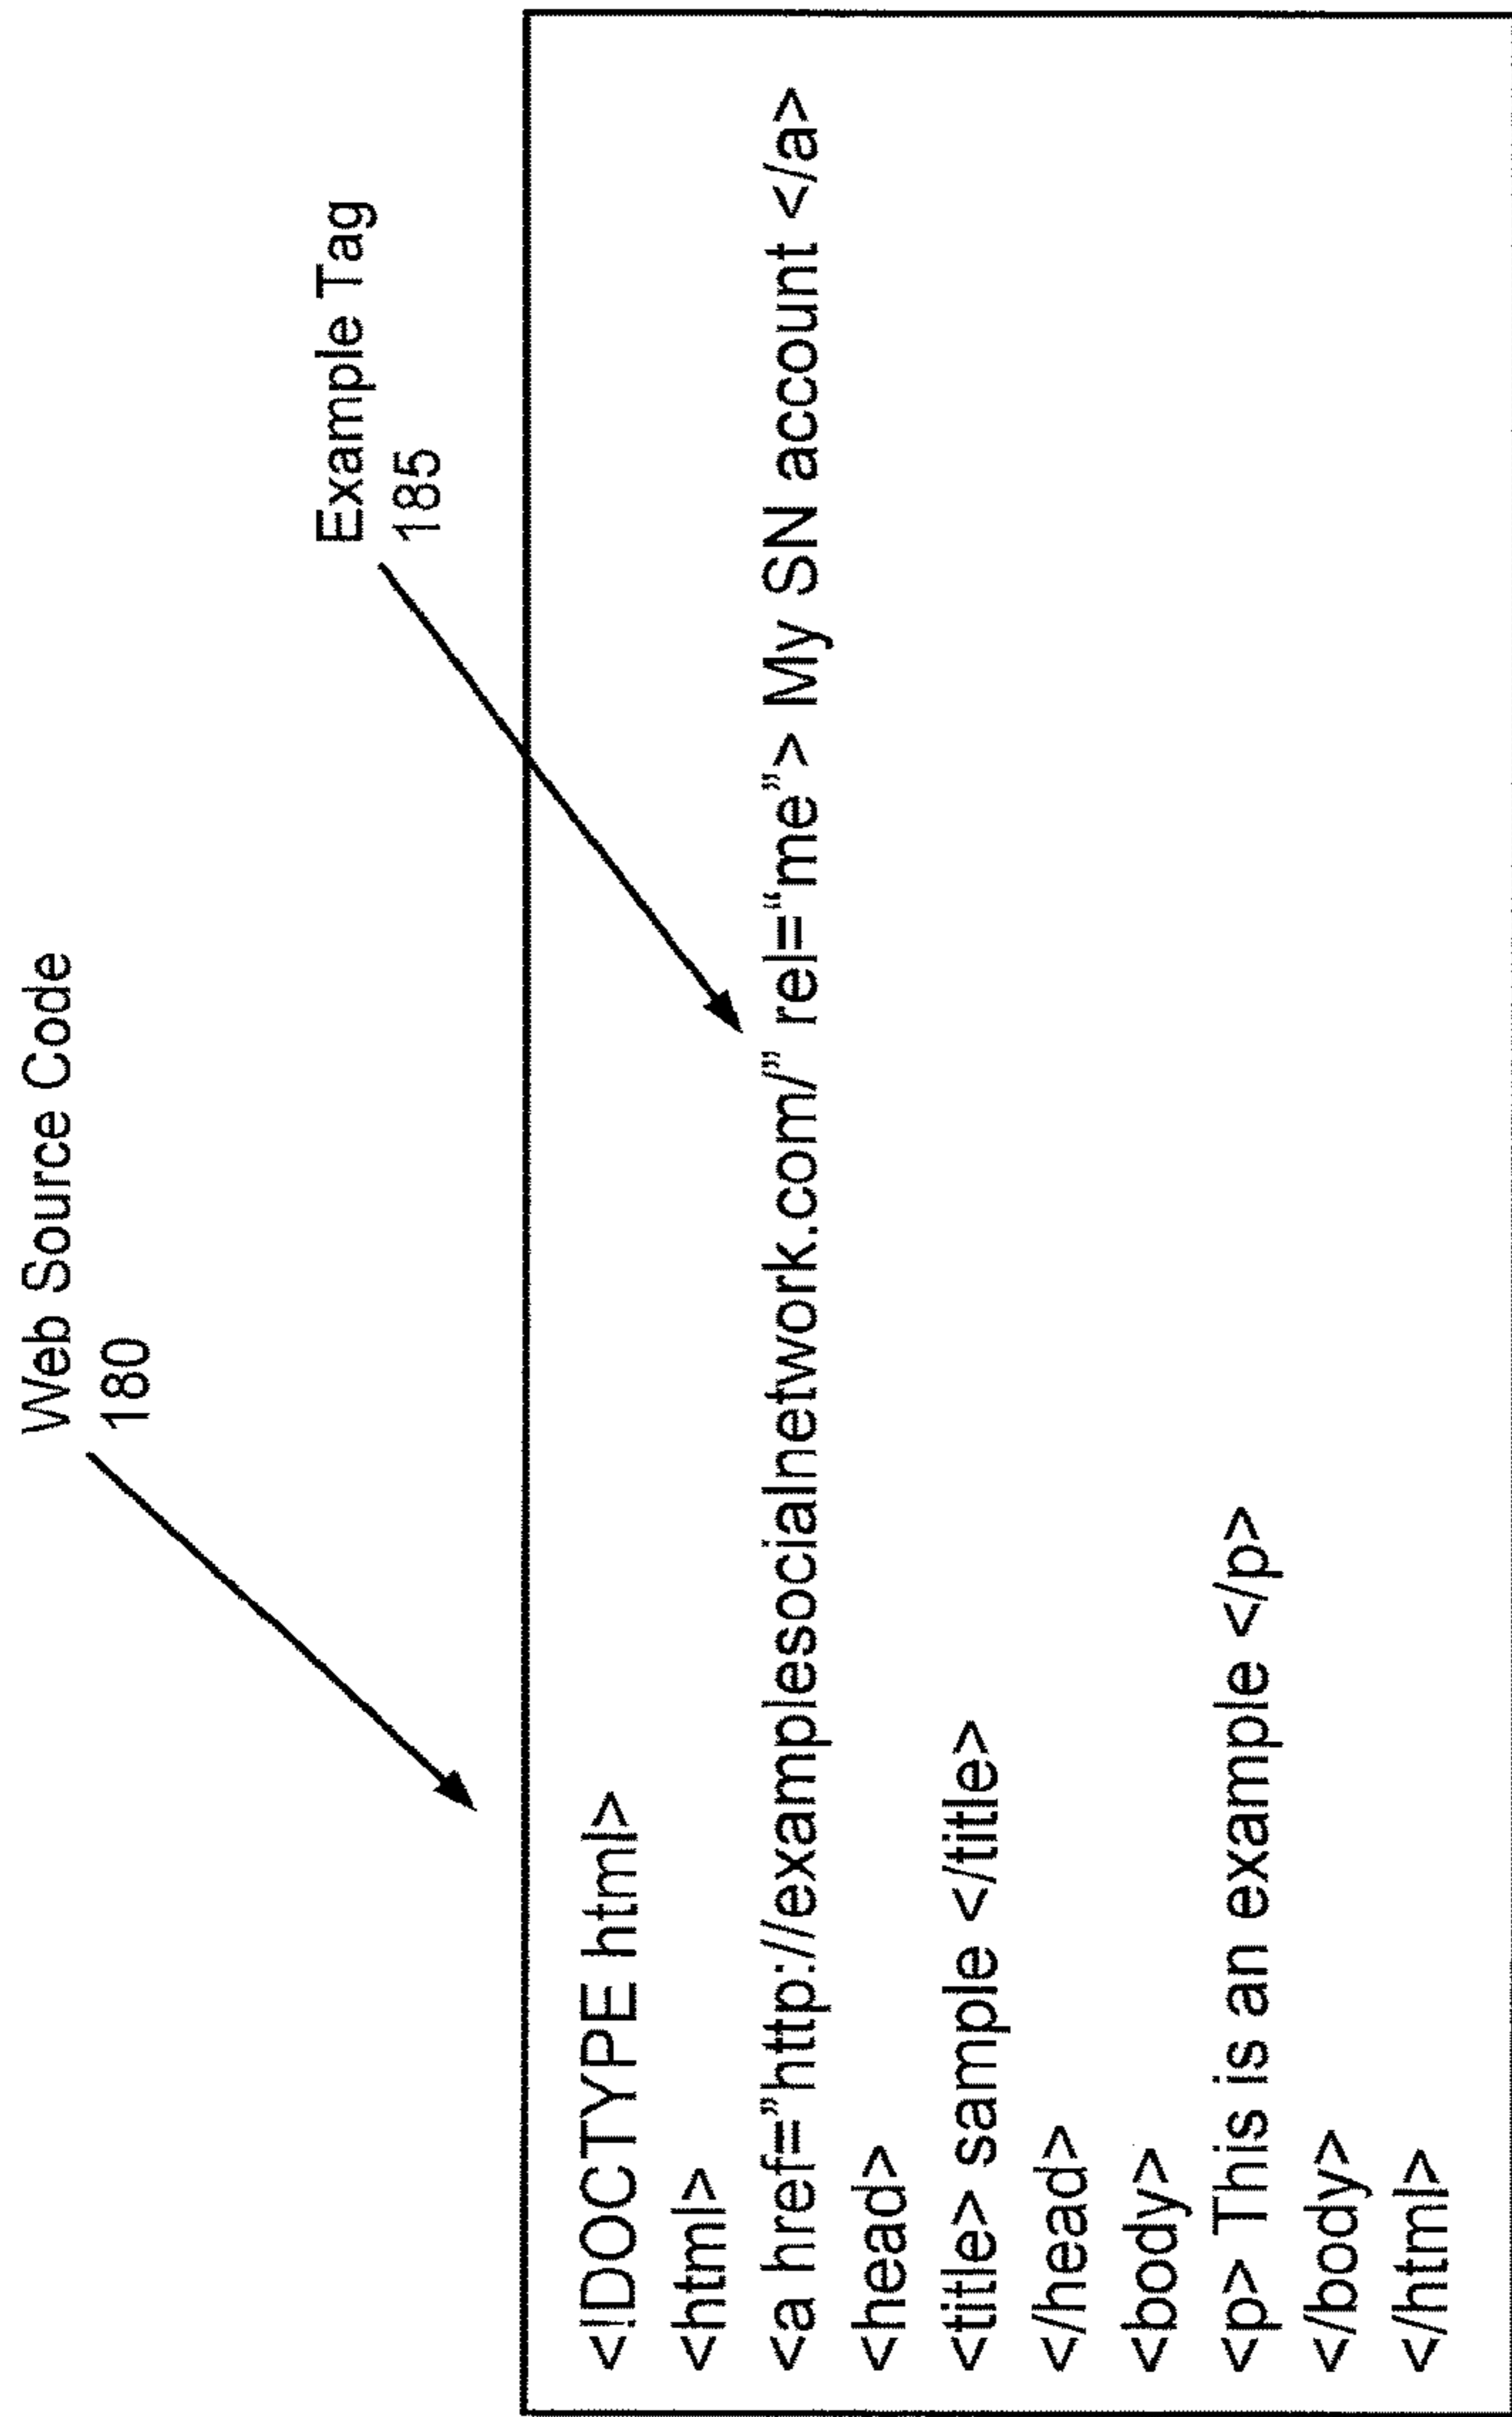 Web Source Code
180
Example Tag
185
<!DOCTYPE html>
<html>
<a href=”http://examplesocialnetwork.com/” rel=“me”> My SN account </a>
<head>
<title> sample </title>
</head>
<body>
<p> This is an example </p>
</body>
</html>